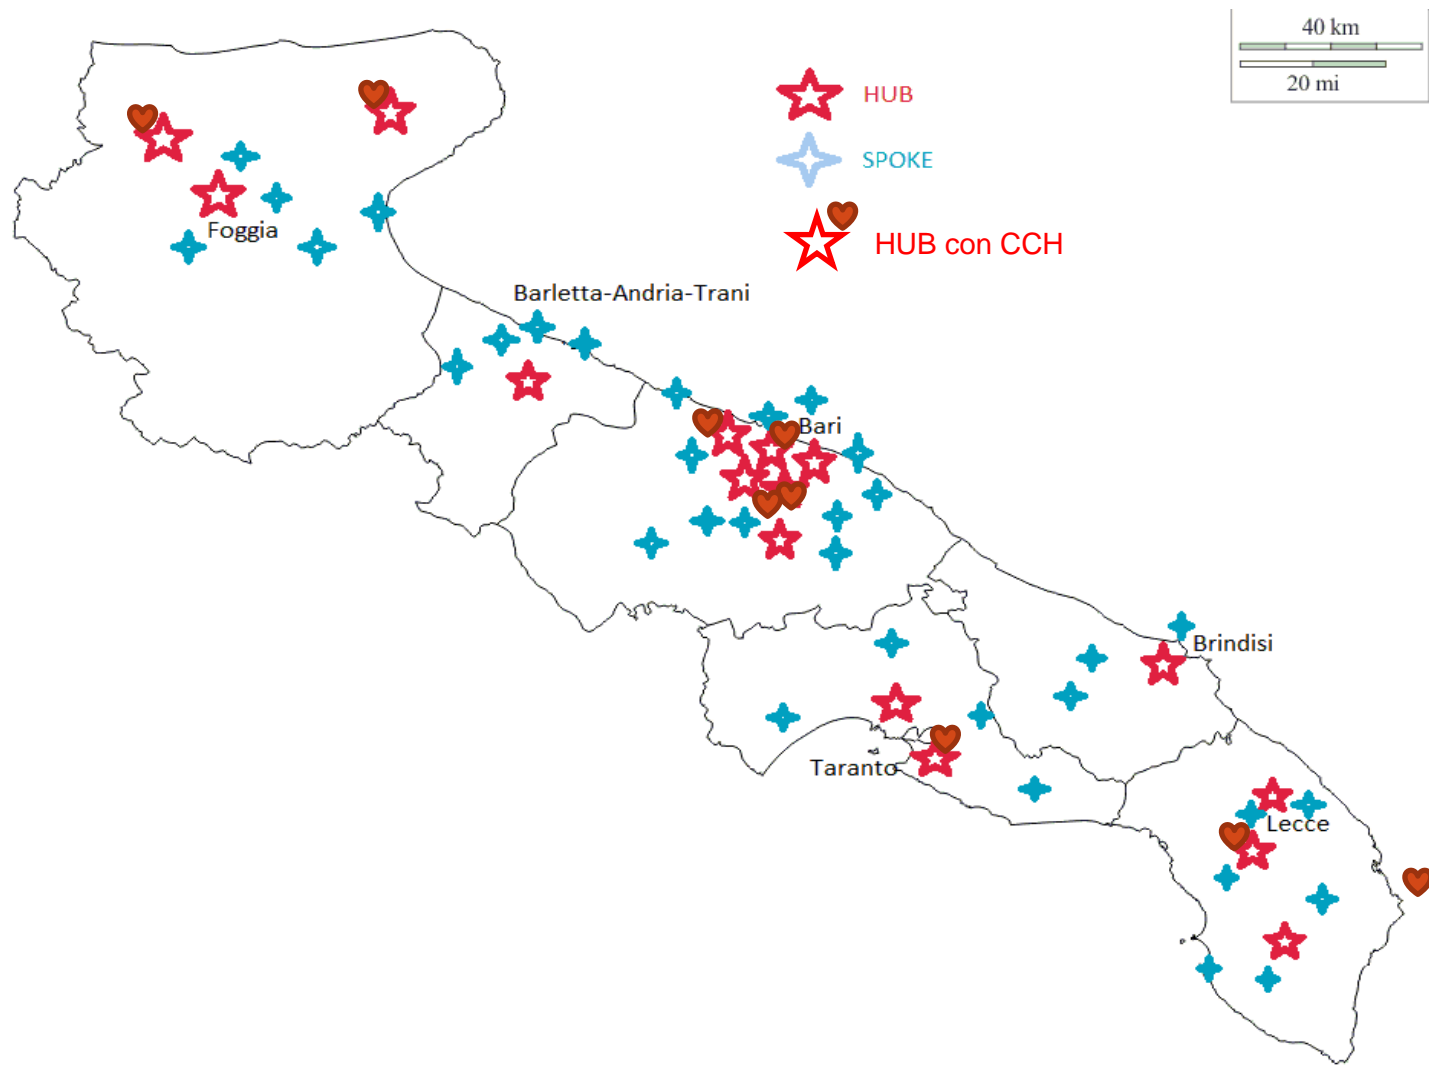 40 km
20 mi
HUB
SPOKE
HUB con CCH
Foggia
Barletta-Andria-Trani
Bari
Brindisi
Taranto
Lecce